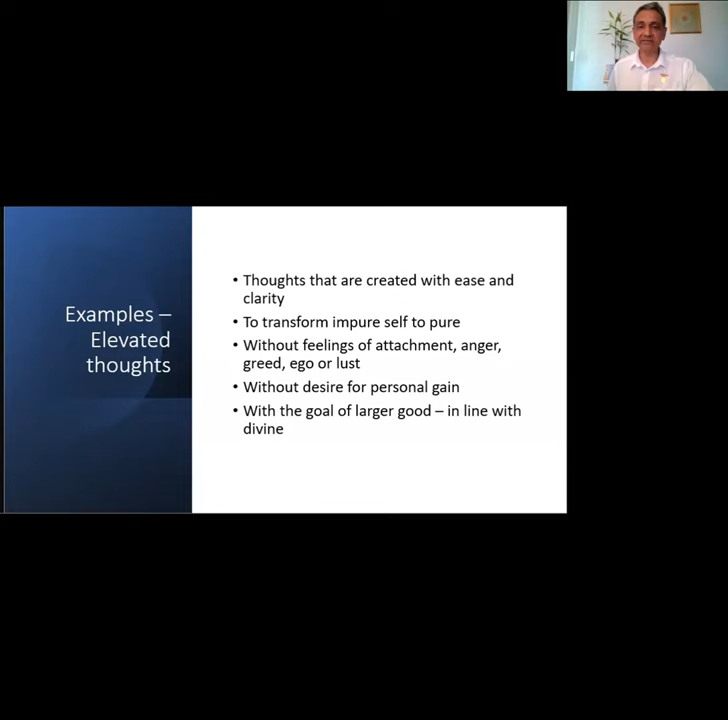 Examples –
Elevated
thoughts
• Thoughts that are created with ease and
clarity
• To transform impure self to pure
• Without feelings of attachment, anger,
greed, ego or lust
• Without desire for personal gain
• With the goal of larger good – in line with
divine